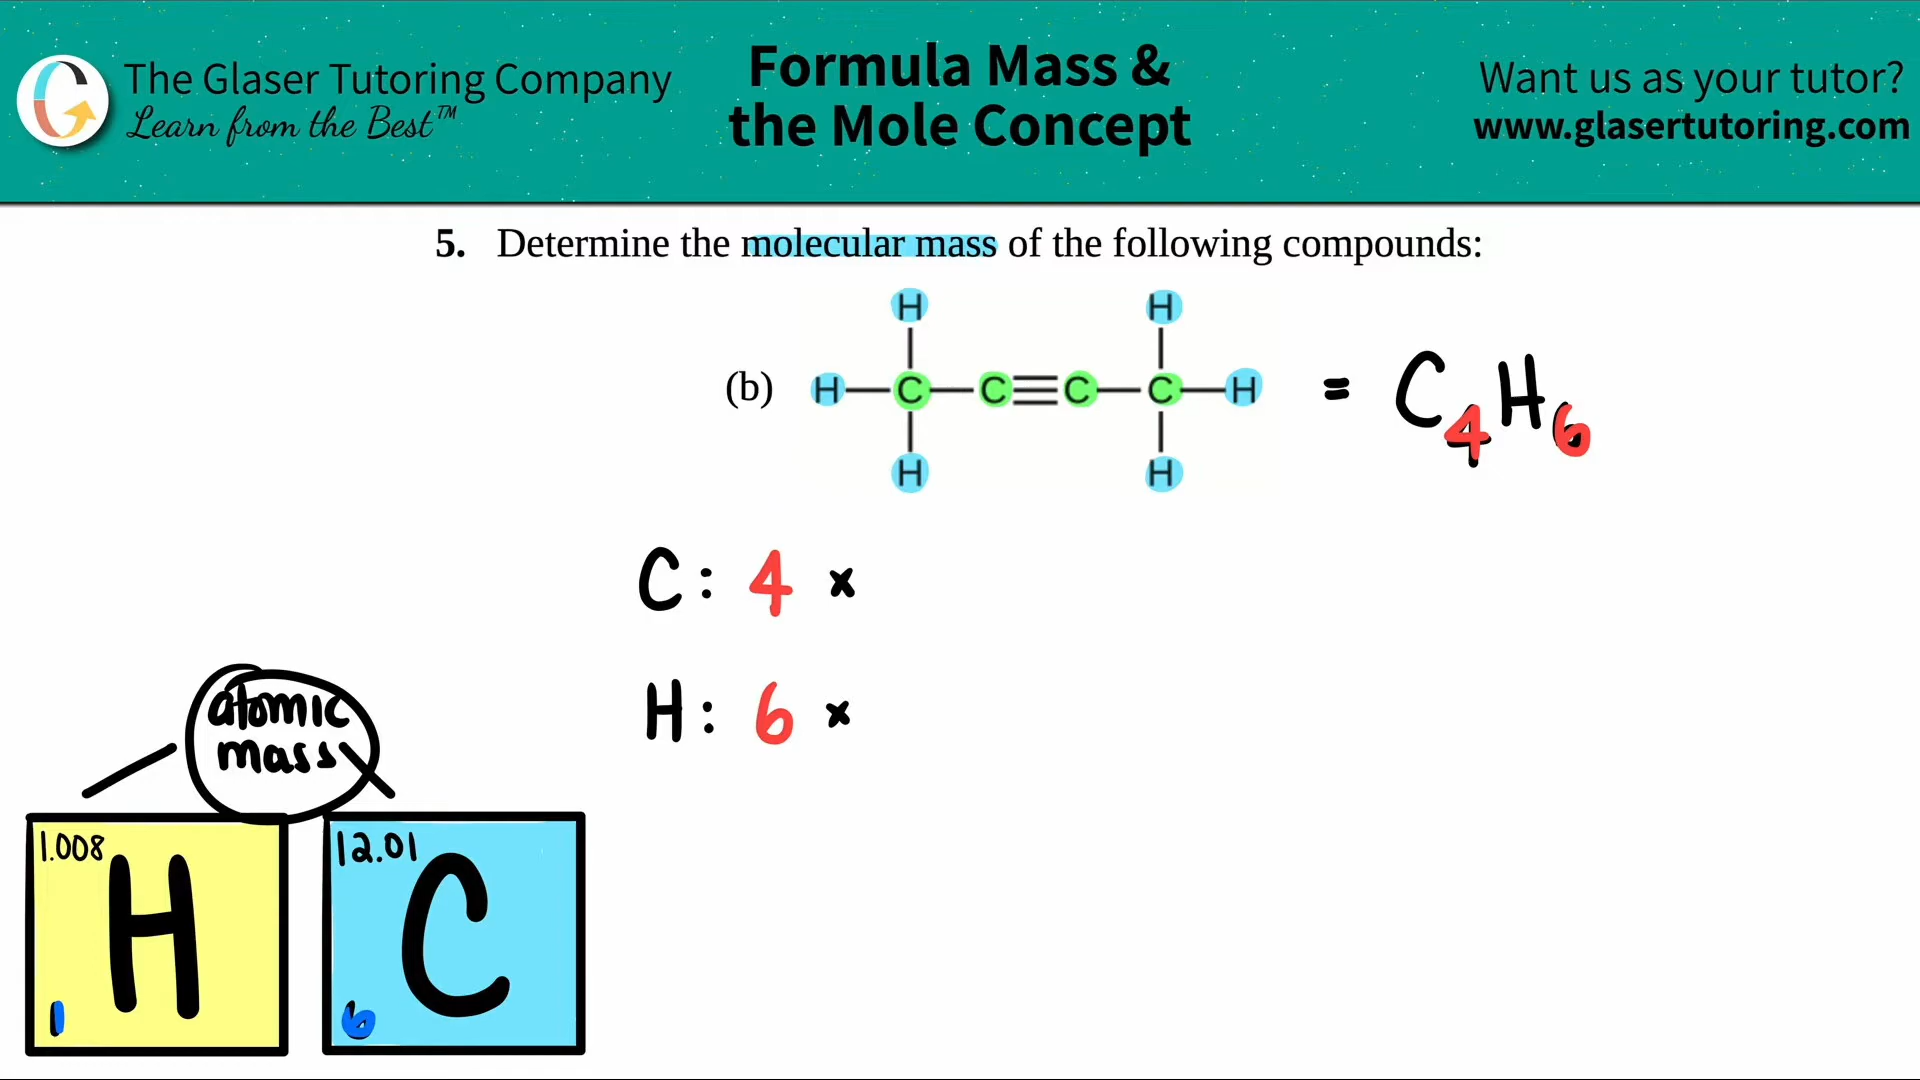 The Glaser Tutoring Company
Learn from the Best™
Formula Mass &
the Mole Concept
Want us as your tutor?
www.glasertutoring.com
5. Determine the molecular mass of the following compounds:
H H
(b) H C C C C H = C₄H₆
H H
C: 4 ×
H: 6 ×
atomic
mass
1.008
H
1
12.01
C
6